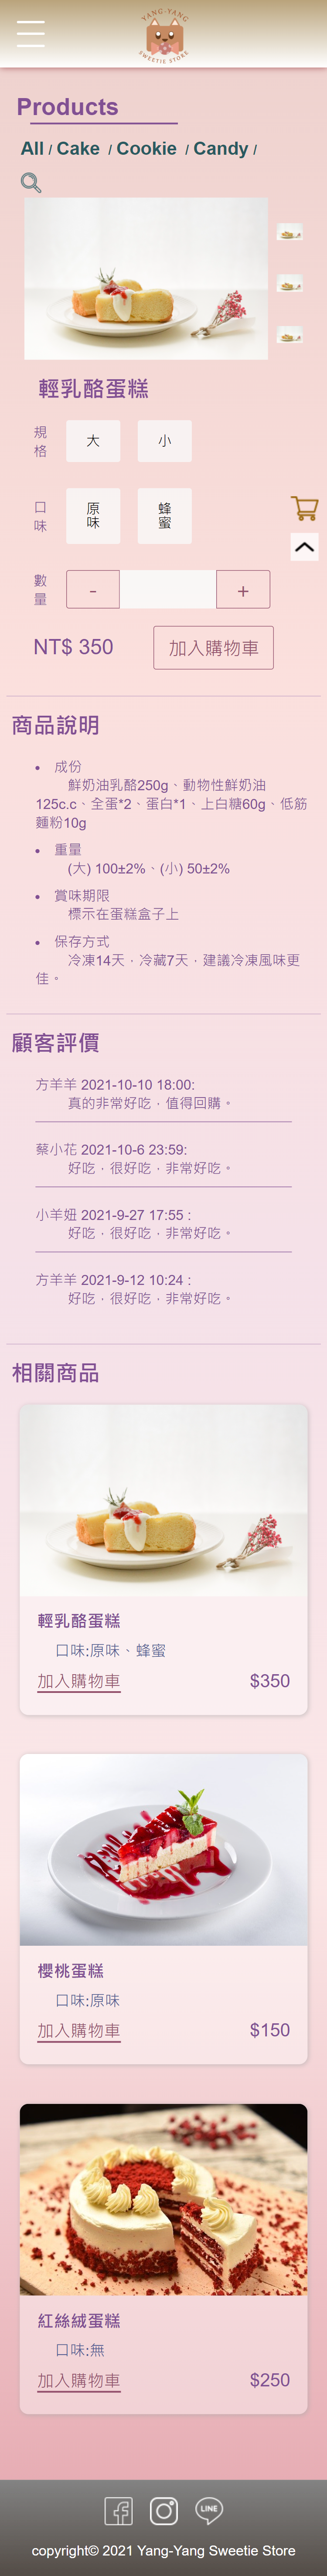 YANG-YANG
SWEETIE STORE
Products
All / Cake / Cookie / Candy /
輕乳酪蛋糕
規格
大
小
口味
原味
蜂蜜
數量
-
+
NT$ 350
加入購物車
商品說明
• 成份
鮮奶油乳酪250g、動物性鮮奶油
125c.c、全蛋*2、蛋白*1、上白糖60g、低筋
麵粉10g
• 重量
(大) 100±2%、(小) 50±2%
• 賞味期限
標示在蛋糕盒子上
• 保存方式
冷凍14天，冷藏7天，建議冷凍風味更
佳。
顧客評價
方羊羊 2021-10-10 18:00:
真的非常好吃，值得回購。
蔡小花 2021-10-6 23:59:
好吃，很好吃，非常好吃。
小羊妞 2021-9-27 17:55 :
好吃，很好吃，非常好吃。
方羊羊 2021-9-12 10:24 :
好吃，很好吃，非常好吃。
相關商品
輕乳酪蛋糕
口味:原味、蜂蜜
加入購物車 $350
櫻桃蛋糕
口味:原味
加入購物車 $150
紅絲絨蛋糕
口味:無
加入購物車 $250
LINE
copyright© 2021 Yang-Yang Sweetie Store